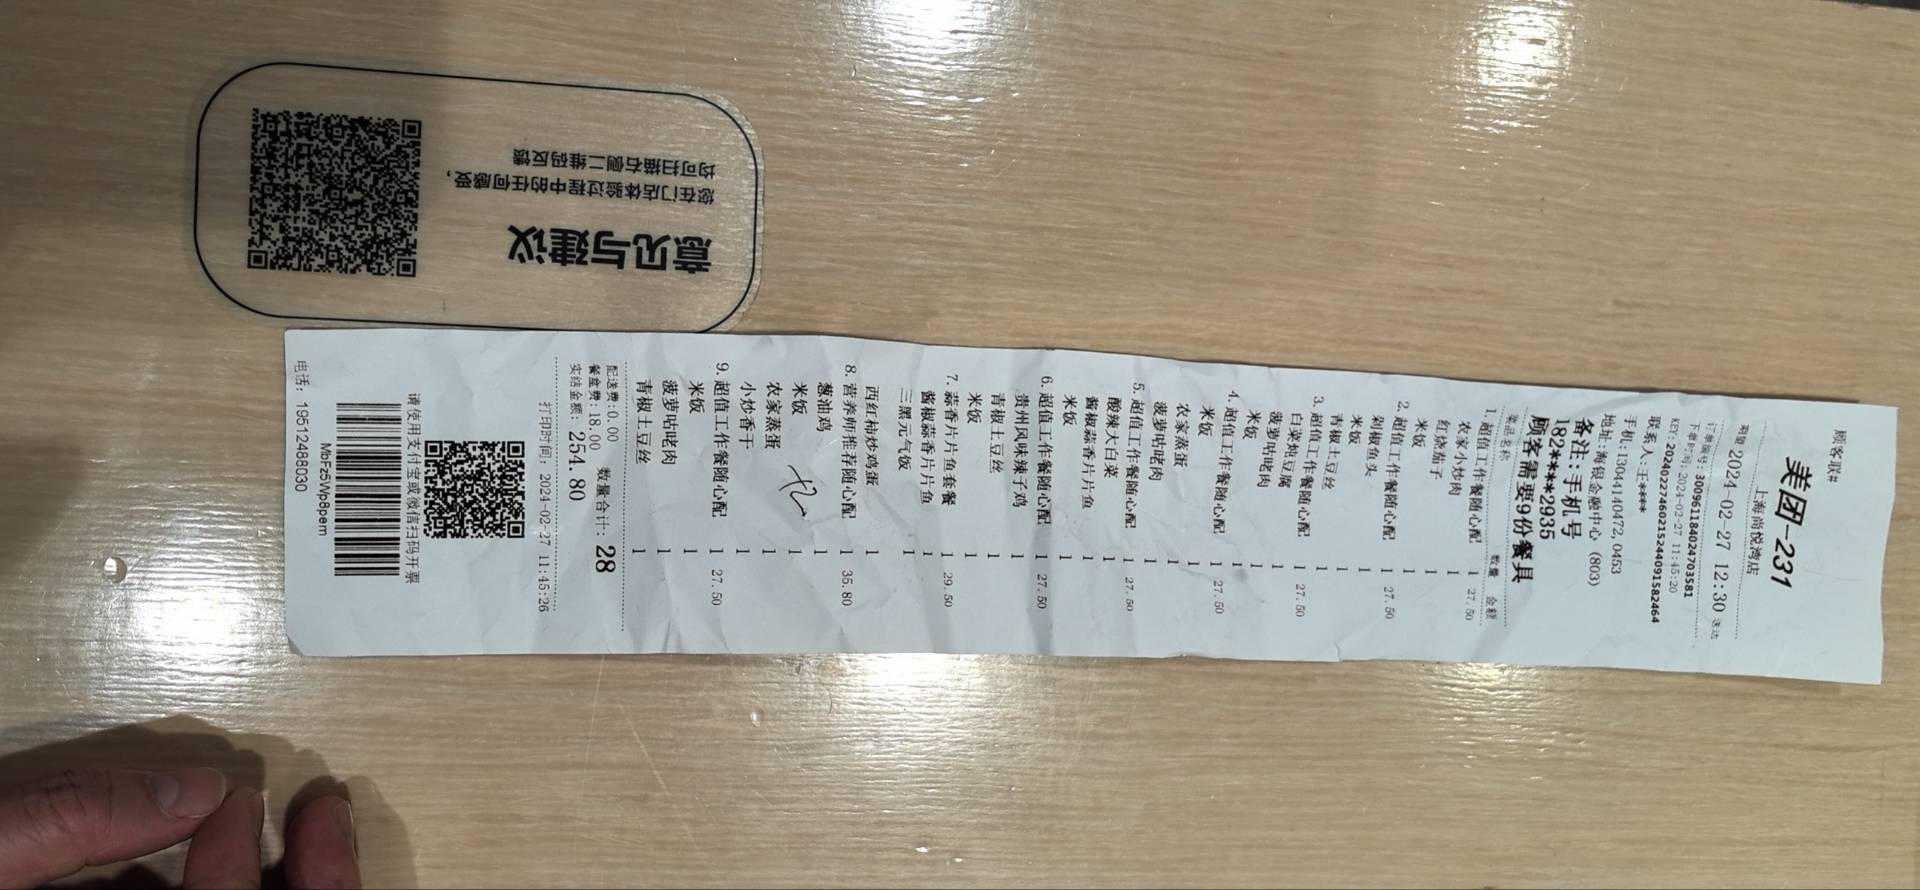 顾客联#
美团-231
上海尚悦湾店
期望 2024-02-27 12:30 送达
订单编号: 300961184024703581
下单时间: 2024-02-27 11:45:20
KEY: 20240227460215244091582464
联系人: 王****
手机: 13044140472,0453
地址: 海银金融中心 (803)
备注: 手机号
182****2935
顾客需要9份餐具
菜品名称 数量 金额
1. 超值工作餐随心配 1 27.50
农家小炒肉 1
红烧茄子 1
米饭 1
2. 超值工作餐随心配 1 27.50
剁椒鱼头 1
米饭 1
青椒土豆丝 1
3. 超值工作餐随心配 1 27.50
白菜炖豆腐 1
菠萝咕咾肉 1
米饭 1
4. 超值工作餐随心配 1 27.50
米饭 1
农家蒸蛋 1
菠萝咕咾肉 1
5. 超值工作餐随心配 1 27.50
酸辣大白菜 1
酱椒蒜香片片鱼 1
米饭 1
6. 超值工作餐随心配 1 27.50
贵州风味辣子鸡 1
青椒土豆丝 1
米饭 1
7. 蒜香片片鱼套餐 1 29.50
酱椒蒜香片片鱼 1
三黑元气饭 1
西红柿炒鸡蛋 1
8. 营养师推荐随心配 1 35.80
葱油鸡 1
米饭 1
农家蒸蛋 1
小炒香干 1
9. 超值工作餐随心配 1 27.50
米饭 1
菠萝咕咾肉 1
青椒土豆丝 1
配送费: 0.00
餐盒费: 18.00 数量合计: 28
实结金额: 254.80
打印时间: 2024-02-27 11:45:26
请使用支付宝或微信扫码开票
MbFz5Wp8pem
电话: 19512488030
意见与建议
您在门店体验过程中的任何感受，
均可扫描右侧二维码反馈